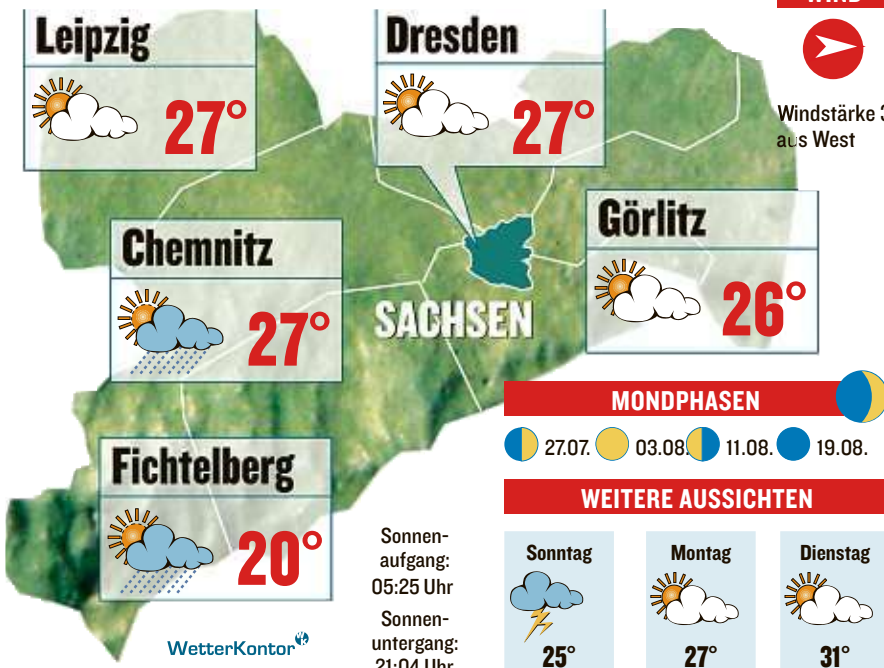 Leipzig
27°
Dresden
27°
Windstärke 3
aus West
Chemnitz
27°
Görlitz
26°
SACHSEN
MONDPHASEN
27.07. 03.08. 11.08. 19.08.
Fichtelberg
20°
WEITERE AUSSICHTEN
Sonnen-
aufgang:
05:25 Uhr
Sonnen-
untergang:
21:04 Uhr
Sonntag
25°
Montag
27°
Dienstag
31°
WetterKontor